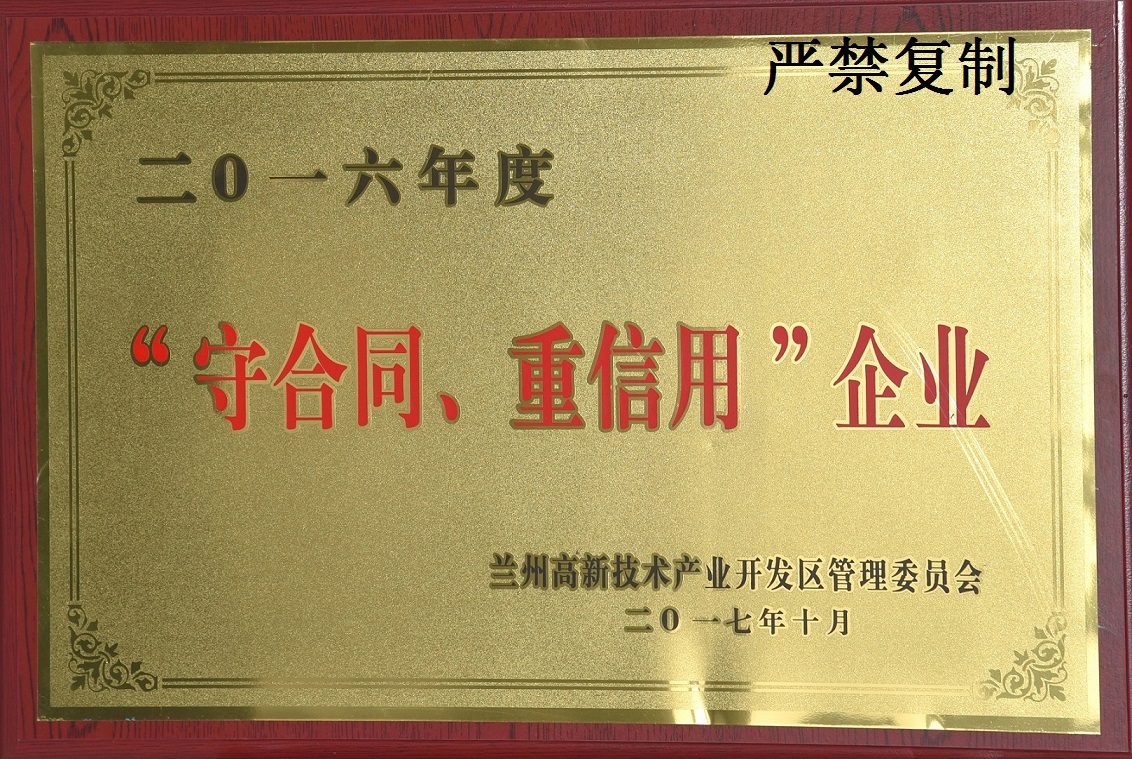 严禁复制
二0一六年度
“守合同、重信用”企业
兰州高新技术产业开发区管理委员会
二0一七年十月